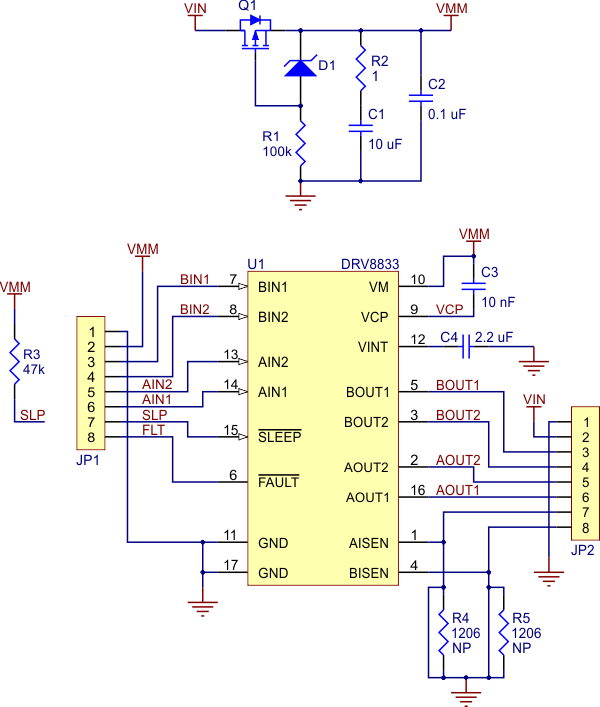 VIN
Q1
VMM
D1
R2
1
C2
0.1 uF
C1
10 uF
R1
100k
VMM
R3
47k
SLP
VMM
JP1
1
2
3
4
5
6
7
8
BIN1
BIN2
AIN2
AIN1
SLP
FLT
U1
DRV8833
7
BIN1
8
BIN2
13
AIN2
14
AIN1
15
SLEEP
6
FAULT
11
GND
17
GND
VM
10
VCP
9
VCP
VINT
12
BOUT1
5
BOUT1
BOUT2
3
BOUT2
AOUT2
2
AOUT2
AOUT1
16
AOUT1
AISEN
1
BISEN
4
VMM
C3
10 nF
C4
2.2 uF
VIN
1
2
3
4
5
6
7
8
JP2
R4
1206
NP
R5
1206
NP